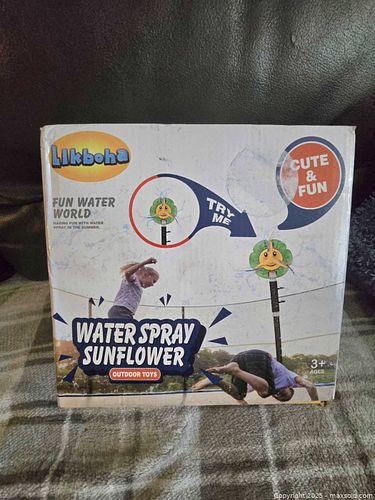 Likboha
CUTE
&
FUN
FUN WATER
WORLD
HAVING FUN WITH WATER
SPRAY IN THE SUMMER.
TRY
ME
WATER SPRAY
SUNFLOWER
OUTDOOR TOYS
3+
AGES
Copyright 2025 - maxsold.com